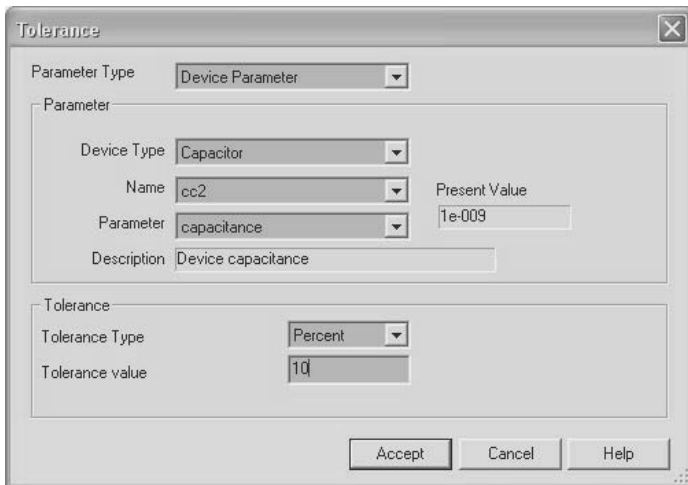 Tolerance
Parameter Type Device Parameter
Parameter
Device Type Capacitor
Name cc2 Present Value
Parameter capacitance 1e-009
Description Device capacitance
Tolerance
Tolerance Type Percent
Tolerance value 10
Accept Cancel Help